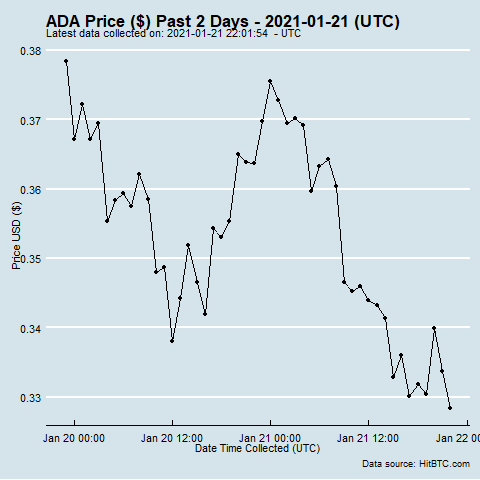 ADA Price ($) Past 2 Days - 2021-01-21 (UTC)
Latest data collected on: 2021-01-21 22:01:54 - UTC
0.38
0.37
0.36
0.35
0.34
0.33
Price USD ($)
Jan 20 00:00
Jan 20 12:00
Jan 21 00:00
Jan 21 12:00
Jan 22 00
Date Time Collected (UTC)
Data source: HitBTC.com